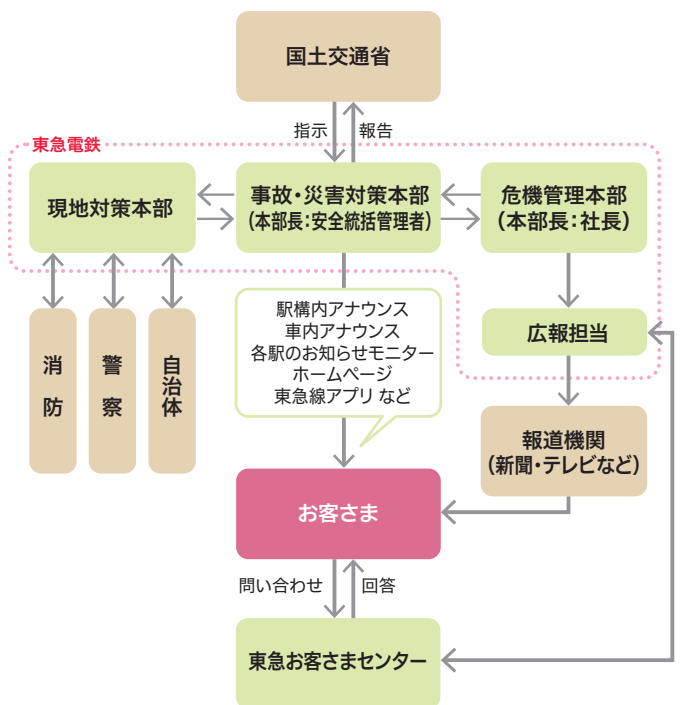 国土交通省
指示
報告
東急電鉄
現地対策本部
事故・災害対策本部
(本部長:安全統括管理者)
危機管理本部
(本部長:社長)
駅構内アナウンス
車内アナウンス
各駅のお知らせモニター
ホームページ
東急線アプリ など
広報担当
消防
警察
自治体
報道機関
(新聞・テレビなど)
お客さま
問い合わせ
回答
東急お客さまセンター